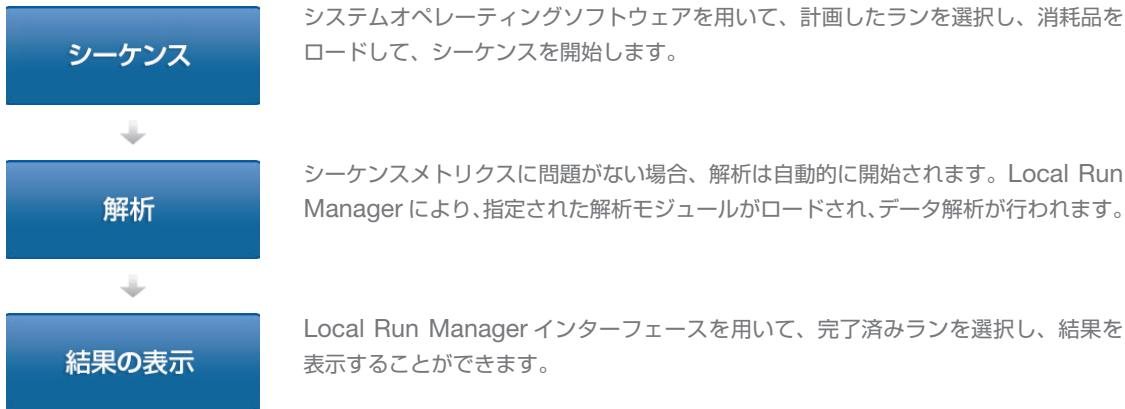 シーケンス
システムオペレーティングソフトウェアを用いて、計画したランを選択し、消耗品を
ロードして、シーケンスを開始します。
解析
シーケンスメトリクスに問題がない場合、解析は自動的に開始されます。Local Run
Manager により、指定された解析モジュールがロードされ、データ解析が行われます。
結果の表示
Local Run Manager インターフェースを用いて、完了済みランを選択し、結果を
表示することができます。